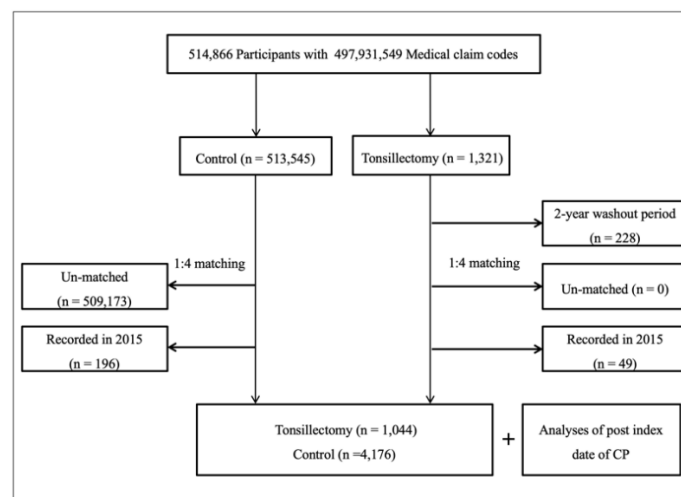 514,866 Participants with 497,931,549 Medical claim codes
Control (n = 513,545)
Tonsillectomy (n = 1,321)
2-year washout period
(n = 228)
1:4 matching
Un-matched
(n = 509,173)
1:4 matching
Un-matched (n = 0)
Recorded in 2015
(n = 196)
Recorded in 2015
(n = 49)
Tonsillectomy (n = 1,044)
Control (n =4,176)
+
Analyses of post index
date of CP